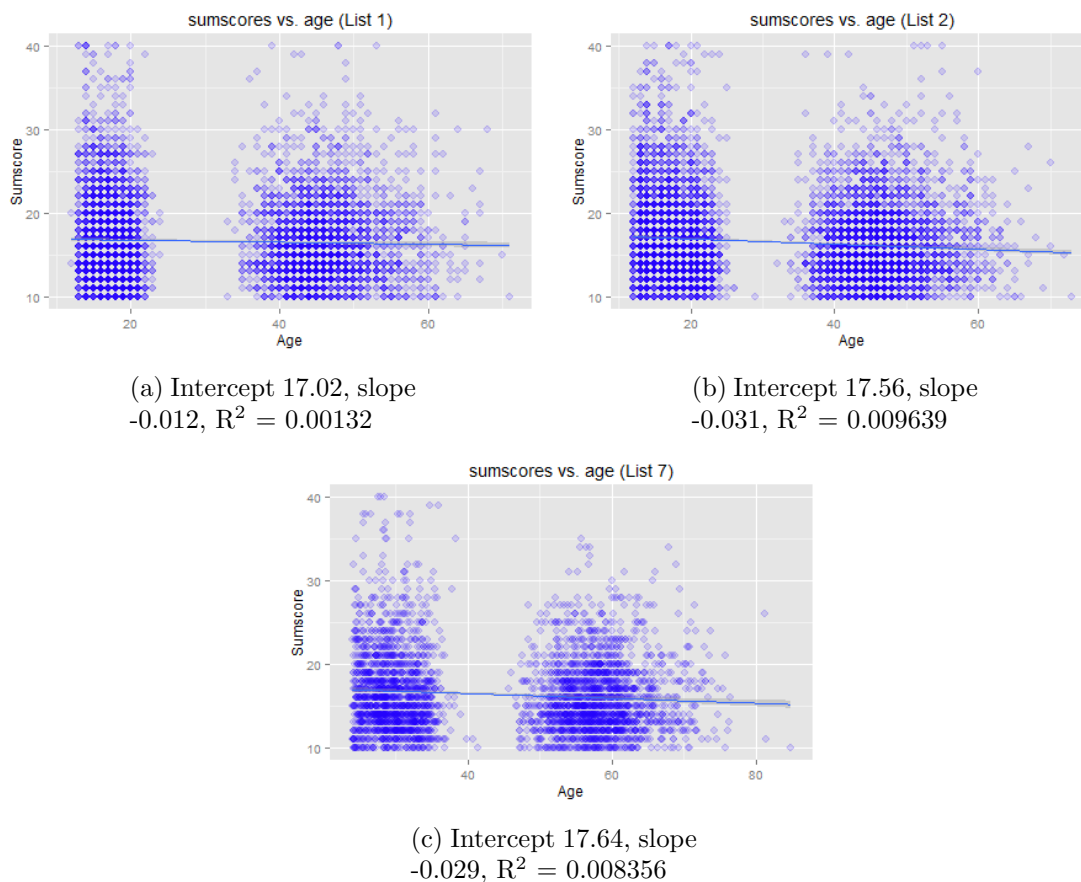 sumscores vs. age (List 1)
40
30
20
10
Sumscore
20
40
60
Age
(a) Intercept 17.02, slope
-0.012, R² = 0.00132
sumscores vs. age (List 2)
40
30
20
10
Sumscore
20
40
60
Age
(b) Intercept 17.56, slope
-0.031, R² = 0.009639
sumscores vs. age (List 7)
40
30
20
10
Sumscore
40
60
80
Age
(c) Intercept 17.64, slope
-0.029, R² = 0.008356